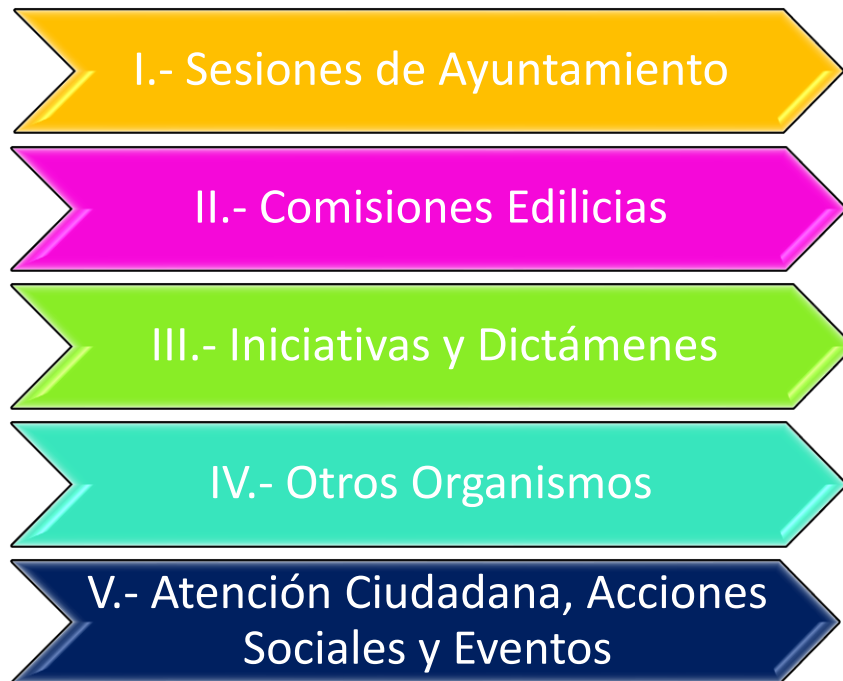 I.- Sesiones de Ayuntamiento
II.- Comisiones Edilicias
III.- Iniciativas y Dictámenes
IV.- Otros Organismos
V.- Atención Ciudadana, Acciones
Sociales y Eventos